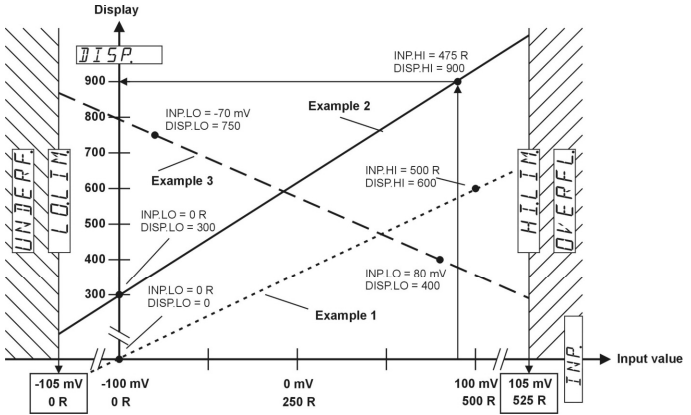 Display
DISP.
INP.HI = 475 R
DISP.HI = 900
900
Example 2
INP.LO = -70 mV
DISP.LO = 750
800
700
Example 3
INP.HI = 500 R
DISP.HI = 600
600
UNDERF.
LO.LIM.
HI.LIM.
OVERFL.
INP.LO = 0 R
DISP.LO = 300
500
400
INP.LO = 80 mV
DISP.LO = 400
INP.LO = 0 R
DISP.LO = 0
300
Example 1
INP.
Input value
-105 mV
0 R
-100 mV
0 R
0 mV
250 R
100 mV
500 R
105 mV
525 R